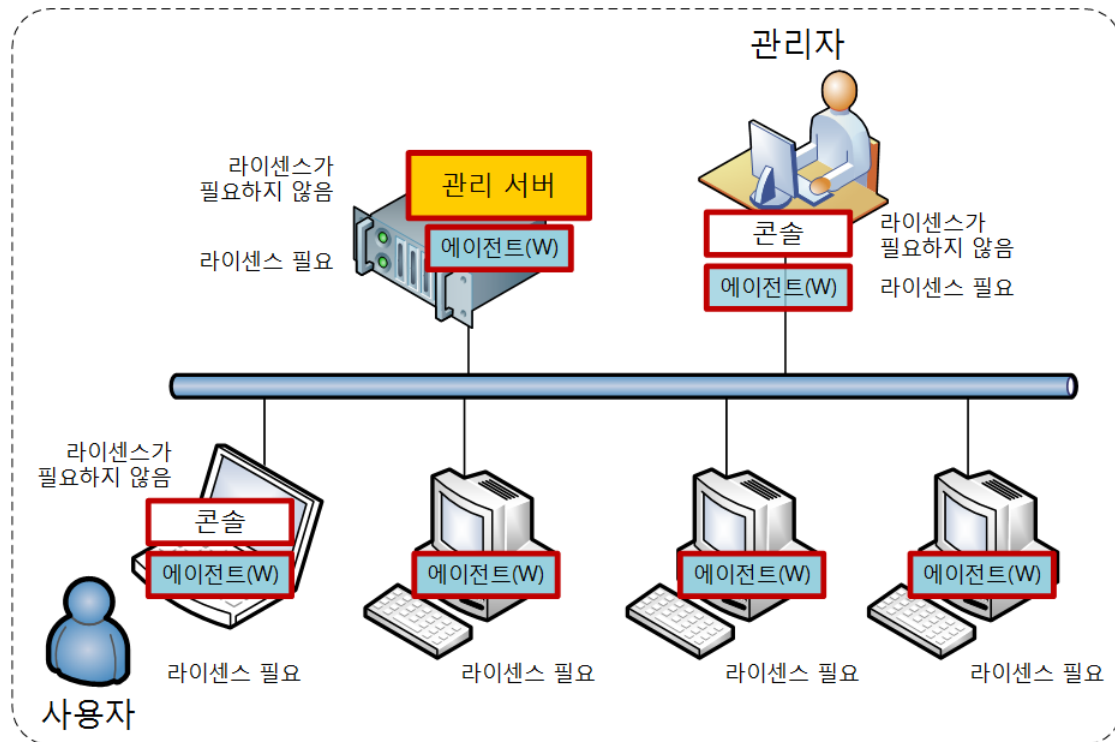 관리자
라이센스가
필요하지 않음
관리 서버
라이센스 필요
에이전트(W)
콘솔
라이센스가
필요하지 않음
에이전트(W)
라이센스 필요
라이센스가
필요하지 않음
콘솔
에이전트(W)
에이전트(W)
에이전트(W)
에이전트(W)
라이센스 필요
라이센스 필요
라이센스 필요
라이센스 필요
사용자